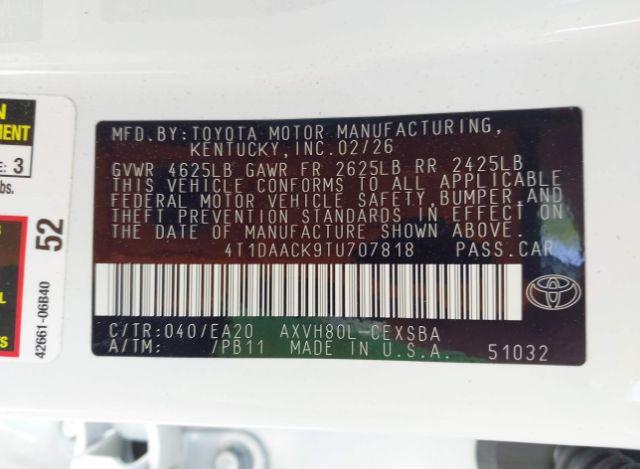 MFD.BY:TOYOTA MOTOR MANUFACTURING,
KENTUCKY,INC.02/26
GVWR 4625LB GAWR FR 2625LB RR 2425LB
THIS VEHICLE CONFORMS TO ALL APPLICABLE
FEDERAL MOTOR VEHICLE SAFETY,BUMPER,AND
THEFT PREVENTION STANDARDS IN EFFECT ON
THE DATE OF MANUFACTURE SHOWN ABOVE.
4T1DAACK9TU707818 PASS.CAR
C/TR:040/EA20 AXVH80L-CEXSBA
A/TM: /PB11 MADE IN U.S.A. 51032
3
52
42661-06B40